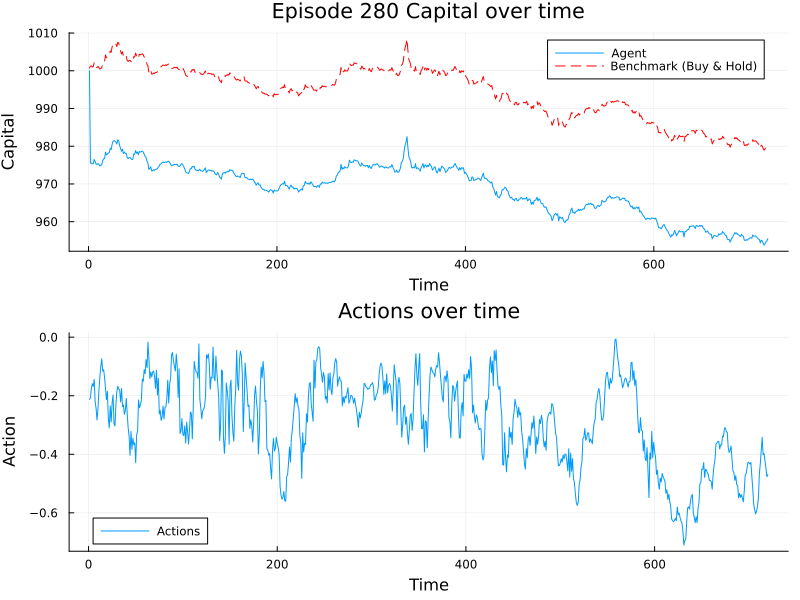 Episode 280 Capital over time
1010
1000
990
980
970
960
Capital
Agent
Benchmark (Buy & Hold)
0
200
400
600
Time
Actions over time
0.0
−0.2
−0.4
−0.6
Action
Actions
0
200
400
600
Time